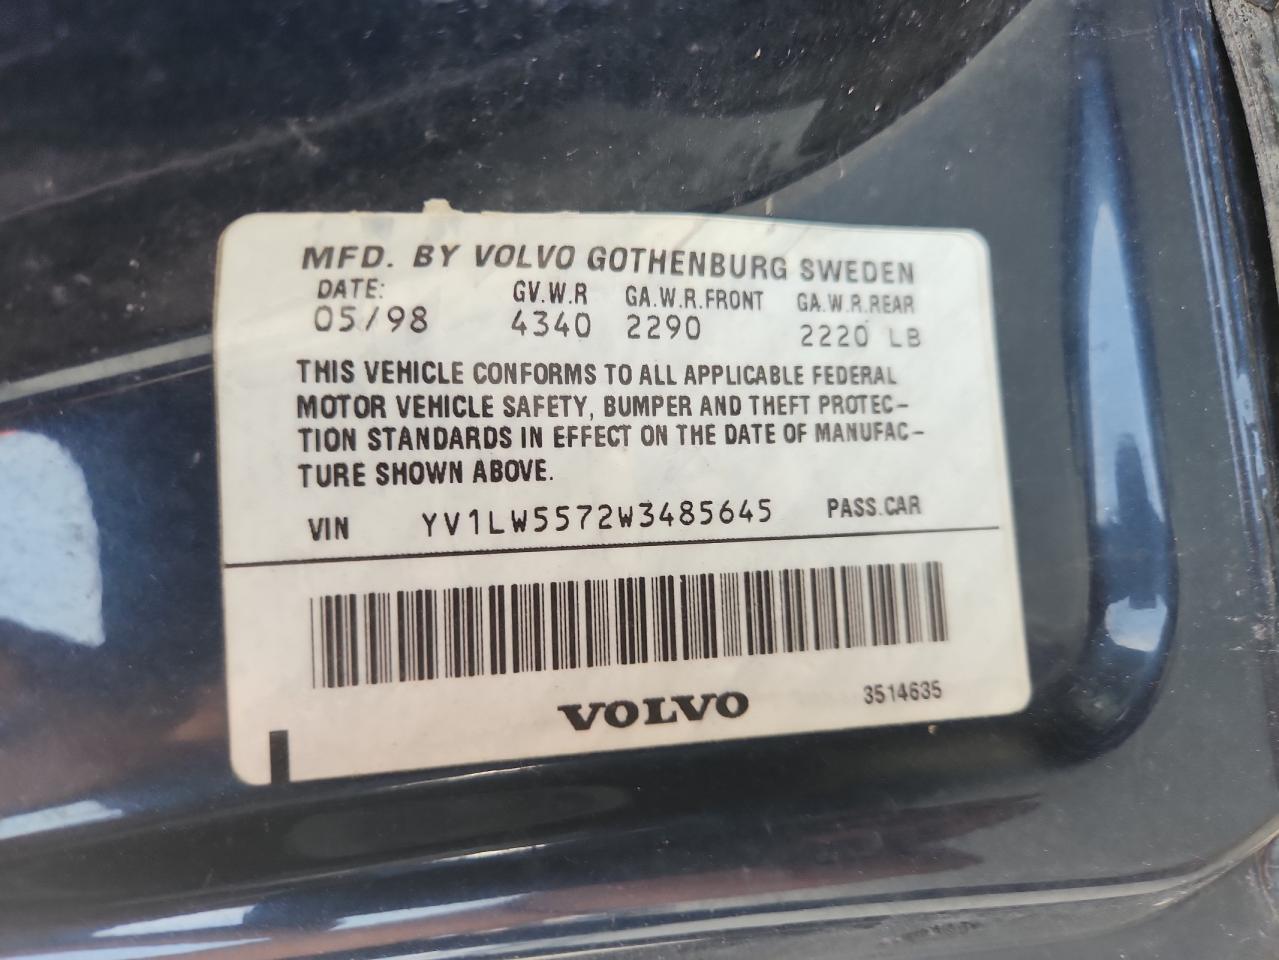 MFD. BY VOLVO GOTHENBURG SWEDEN
DATE: GV.W.R GA.W.R.FRONT GA.W.R.REAR
05/98 4340 2290 2220 LB
THIS VEHICLE CONFORMS TO ALL APPLICABLE FEDERAL
MOTOR VEHICLE SAFETY, BUMPER AND THEFT PROTEC-
TION STANDARDS IN EFFECT ON THE DATE OF MANUFAC-
TURE SHOWN ABOVE.
VIN YV1LW5572W3485645 PASS.CAR
VOLVO 3514635